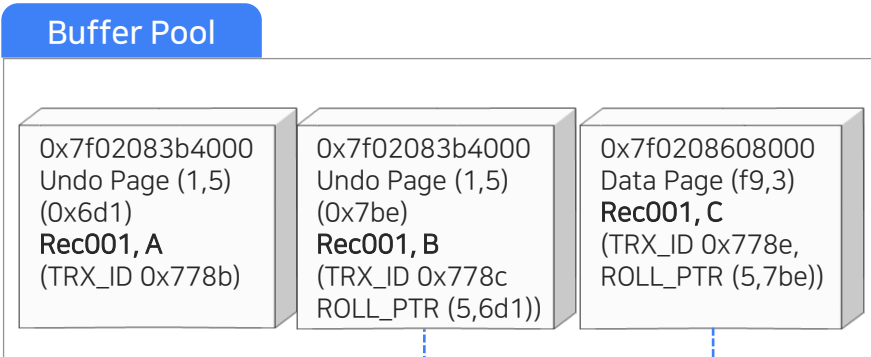 Buffer Pool
0x7f02083b4000
Undo Page (1,5)
(0x6d1)
Rec001, A
(TRX_ID 0x778b)
0x7f02083b4000
Undo Page (1,5)
(0x7be)
Rec001, B
(TRX_ID 0x778c
ROLL_PTR (5,6d1))
0x7f0208608000
Data Page (f9,3)
Rec001, C
(TRX_ID 0x778e,
ROLL_PTR (5,7be))